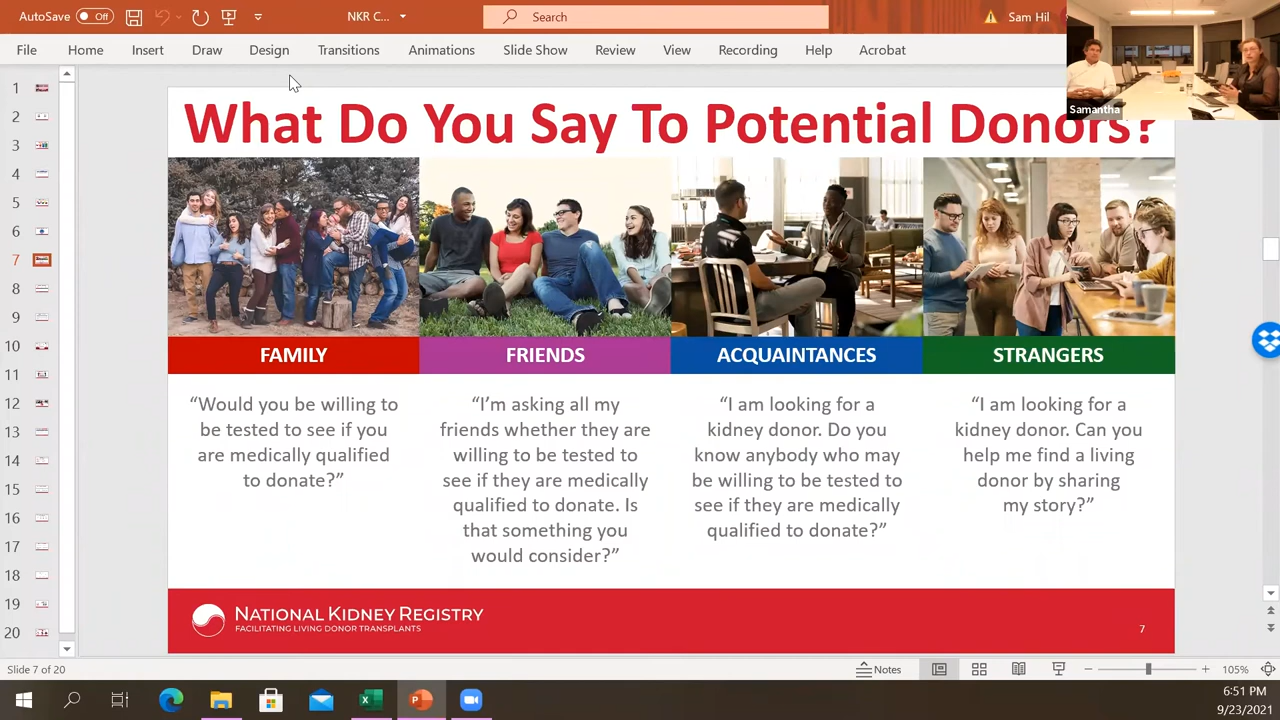 AutoSave Off NKR C... Search Sam Hil
File Home Insert Draw Design Transitions Animations Slide Show Review View Recording Help Acrobat
Samantha
1
2
3
4
5
6
7
8
9
10
11
12
13
14
15
16
17
18
19
20
What Do You Say To Potential Donors?
FAMILY
“Would you be willing to
be tested to see if you
are medically qualified
to donate?”
FRIENDS
“I’m asking all my
friends whether they are
willing to be tested to
see if they are medically
qualified to donate. Is
that something you
would consider?”
ACQUAINTANCES
“I am looking for a
kidney donor. Do you
know anybody who may
be willing to be tested to
see if they are medically
qualified to donate?”
STRANGERS
“I am looking for a
kidney donor. Can you
help me find a living
donor by sharing
my story?”
NATIONAL KIDNEY REGISTRY
FACILITATING LIVING DONOR TRANSPLANTS
7
Slide 7 of 20 Notes 105%
6:51 PM
9/23/2021